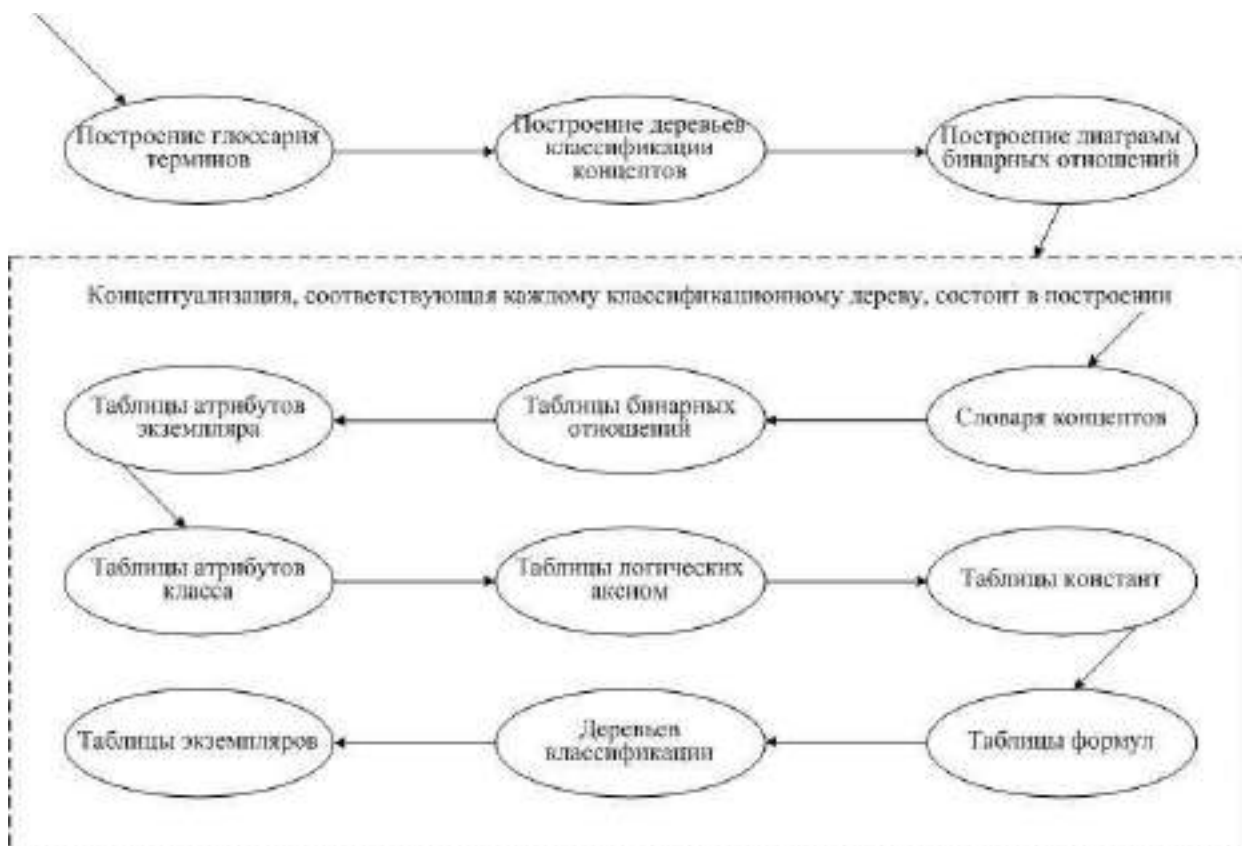 Построение глоссария
терминов
Построение деревьев
классификации
концептов
Построение диаграмм
бинарных отношений
Концептуализация, соответствующая каждому классификационному дереву, состоит в построении
Таблицы атрибутов
экземпляра
Таблицы бинарных
отношений
Словаря концептов
Таблицы атрибутов
класса
Таблицы логических
аксиом
Таблицы констант
Таблицы экземпляров
Деревьев
классификации
Таблицы формул